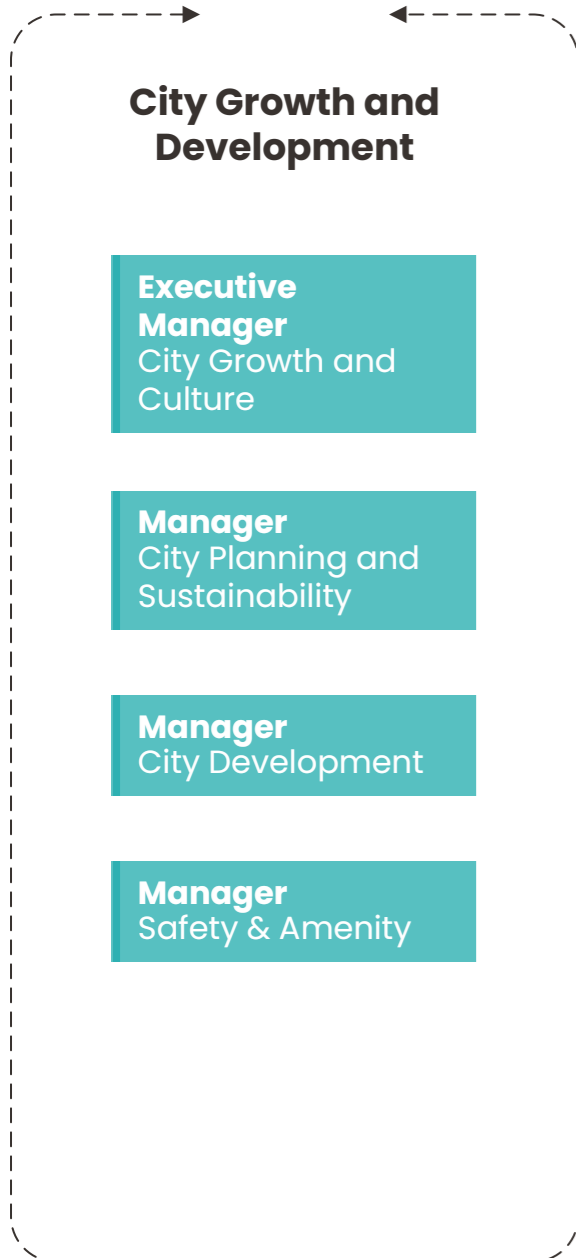 City Growth and
Development
Executive
Manager
City Growth and
Culture
Manager
City Planning and
Sustainability
Manager
City Development
Manager
Safety & Amenity